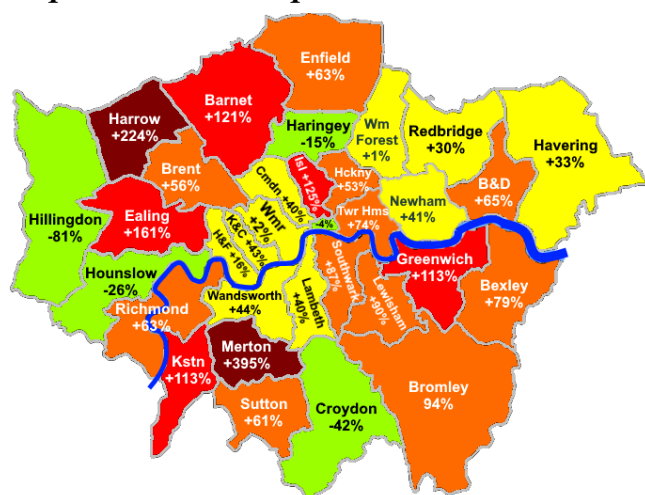 Enfield
+63%
Barnet
+121%
Harrow
+224%
Haringey
-15%
Wm
Forest
+1%
Redbridge
+30%
Havering
+33%
Brent
+56%
Cmdn +40%
Isl +125%
Hckny
+53%
B&D
+65%
Newham
+41%
Hillingdon
-81%
Ealing
+161%
Wmr
+2%
K&C +43%
H&F +16%
-4%
Twr Hms
+74%
Hounslow
-26%
Greenwich
+113%
Southwark
+87%
Lewisham
+90%
Bexley
+79%
Richmond
+63%
Wandsworth
+44%
Lambeth
+40%
Kstn
+113%
Merton
+395%
Sutton
+61%
Croydon
-42%
Bromley
94%